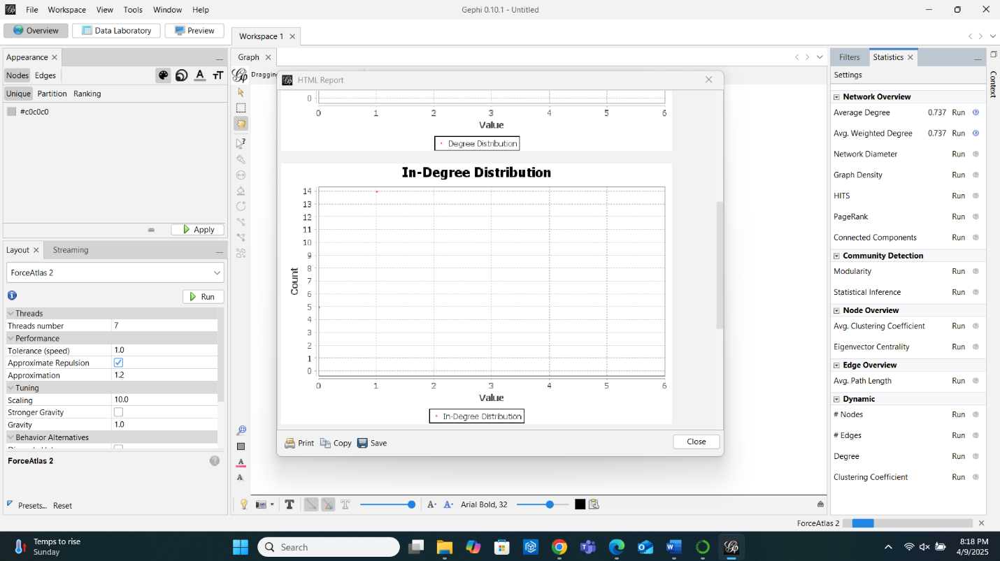 File Workspace View Tools Window Help
Gephi 0.10.1 - Untitled
Overview Data Laboratory Preview
Workspace 1
Appearance
Nodes Edges
Unique Partition Ranking
#c0c0c0
Apply
Layout Streaming
ForceAtlas 2
Run
Threads
Threads number 7
Performance
Tolerance (speed) 1.0
Approximate Repulsion
Approximation 1.2
Tuning
Scaling 10.0
Stronger Gravity
Gravity 1.0
Behavior Alternatives
ForceAtlas 2
Presets... Reset
Graph
HTML Report
0
0 1 2 3 4 5 6
Value
Degree Distribution
In-Degree Distribution
14
13
12
11
10
9
8
7
6
5
4
3
2
1
0
Count
0 1 2 3 4 5 6
Value
In-Degree Distribution
Print Copy Save
Close
Arial Bold, 32
Filters Statistics
Settings
Context
Network Overview
Average Degree 0.737 Run
Avg. Weighted Degree 0.737 Run
Network Diameter Run
Graph Density Run
HITS Run
PageRank Run
Connected Components Run
Community Detection
Modularity Run
Statistical Inference Run
Node Overview
Avg. Clustering Coefficient Run
Eigenvector Centrality Run
Edge Overview
Avg. Path Length Run
Dynamic
# Nodes Run
# Edges Run
Degree Run
Clustering Coefficient Run
ForceAtlas 2
Temps to rise
Sunday
Search
8:18 PM
4/9/2025